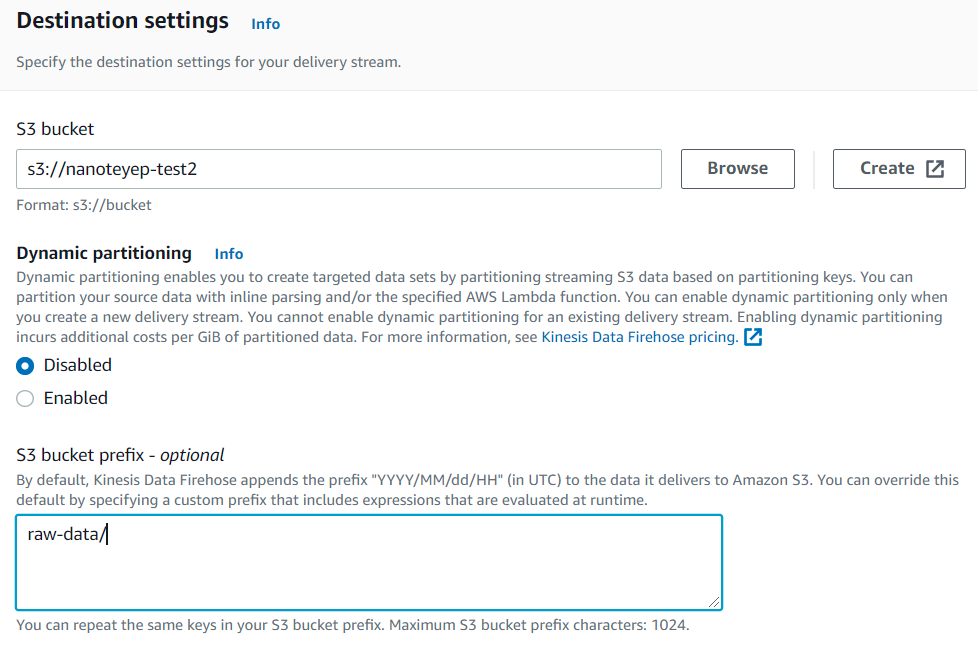 Destination settings Info
Specify the destination settings for your delivery stream.
S3 bucket
s3://nanoteyep-test2 Browse Create
Format: s3://bucket
Dynamic partitioning Info
Dynamic partitioning enables you to create targeted data sets by partitioning streaming S3 data based on partitioning keys. You can
partition your source data with inline parsing and/or the specified AWS Lambda function. You can enable dynamic partitioning only when
you create a new delivery stream. You cannot enable dynamic partitioning for an existing delivery stream. Enabling dynamic partitioning
incurs additional costs per GiB of partitioned data. For more information, see Kinesis Data Firehose pricing.
Disabled
Enabled
S3 bucket prefix - optional
By default, Kinesis Data Firehose appends the prefix "YYYY/MM/dd/HH" (in UTC) to the data it delivers to Amazon S3. You can override this
default by specifying a custom prefix that includes expressions that are evaluated at runtime.
raw-data/
You can repeat the same keys in your S3 bucket prefix. Maximum S3 bucket prefix characters: 1024.